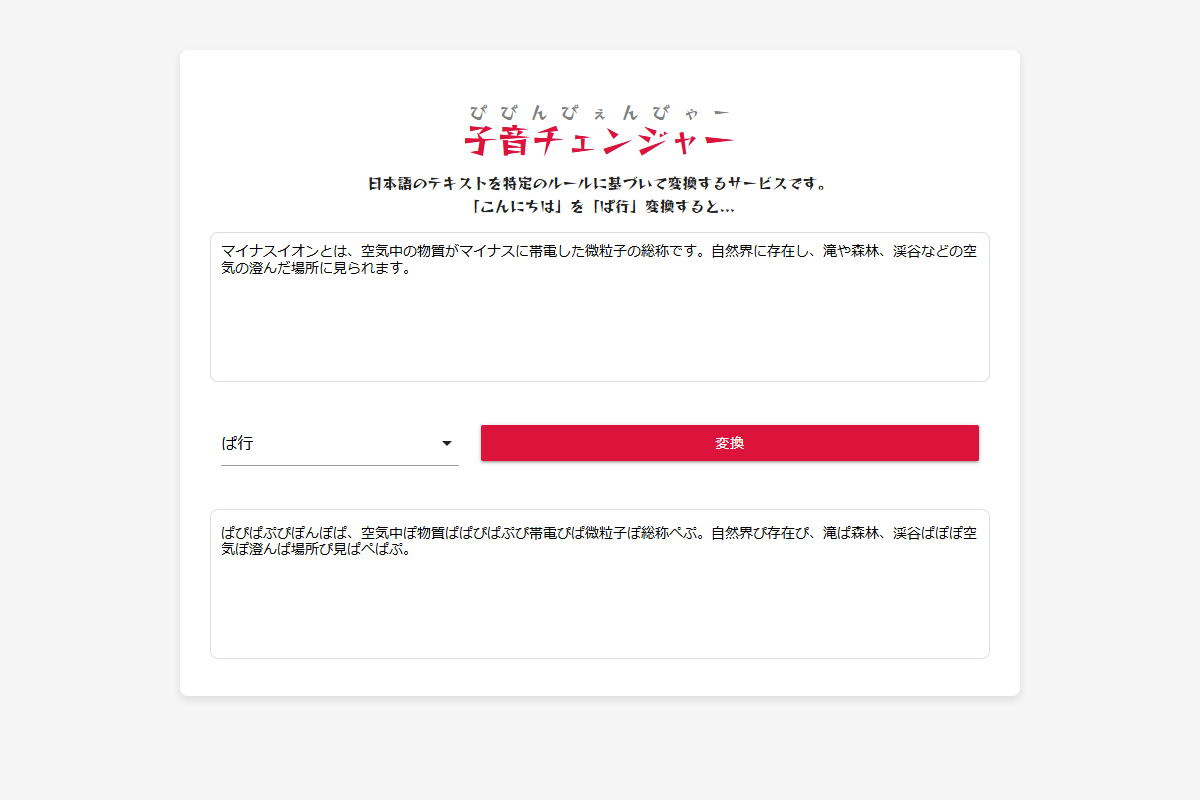 ぴぴんぴぇんぴゃー
子音チェンジャー
日本語のテキストを特定のルールに基づいて変換するサービスです。
「こんにちは」を「ぱ行」変換すると...
マイナスイオンとは、空気中の物質がマイナスに帯電した微粒子の総称です。自然界に存在し、滝や森林、渓谷などの空
気の澄んだ場所に見られます。
ぱ行
変換
ぱぴぱぷぴぽんぽぱ、空気中ぽ物質ぱぱぴぱぷぴ帯電ぴぱ微粒子ぽ総称ぺぷ。自然界ぴ存在ぴ、滝ぱ森林、渓谷ぱぽぽ空
気ぽ澄んぱ場所ぴ見ぱぺぱぷ。